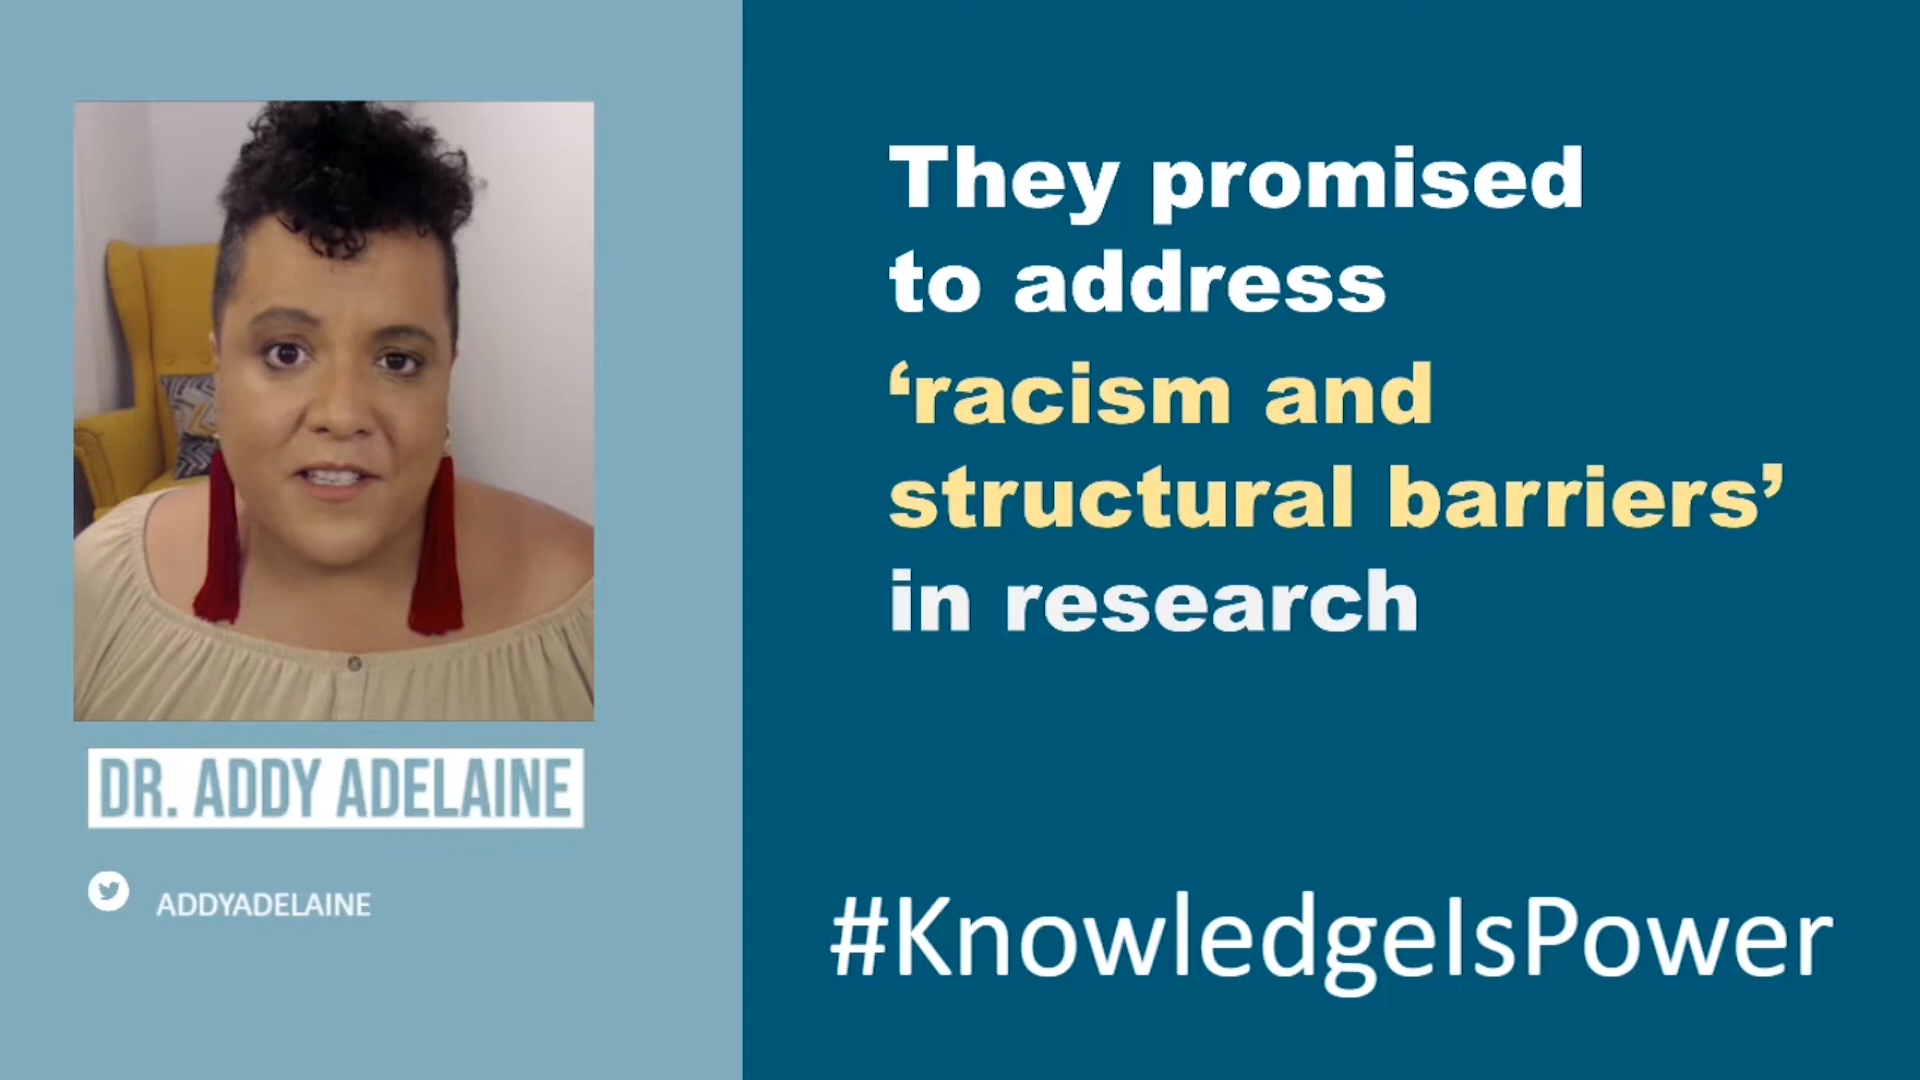 DR. ADDY ADELAINE
ADDYADELAINE
They promised
to address
‘racism and
structural barriers’
in research
#KnowledgeIsPower